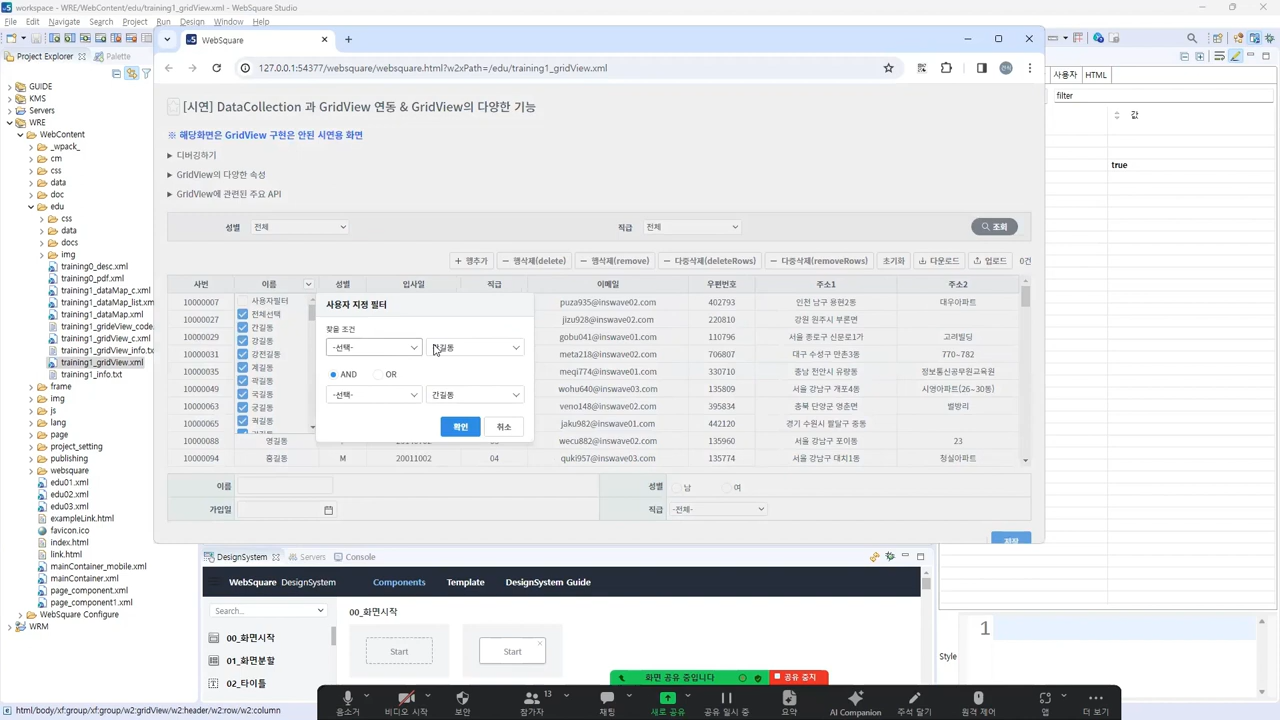 workspace - WRE/WebContent/edu/training1_gridView.xml - WebSquare Studio
File Edit Navigate Search Project Run Design Window Help
Project Explorer Palette
GUIDE
KMS
Servers
WRE
WebContent
_wpack_
cm
css
data
doc
edu
css
data
docs
img
training0_desc.xml
training0_pdf.xml
training1_dataMap_c.xml
training1_dataMap_list.xm
training1_dataMap.xml
training1_grideView_code.
training1_gridView_c.xml
training1_gridView_info.tx
training1_gridView.xml
training1_info.txt
frame
img
js
lang
page
project_setting
publishing
websquare
edu01.xml
edu02.xml
edu03.xml
exampleLink.html
favicon.ico
index.html
link.html
mainContainer_mobile.xml
mainContainer.xml
page_component.xml
page_component1.xml
WebSquare Configure
WRM
html/body/xf:group/xf:group/w2:gridView/w2:header/w2:row/w2:column
WebSquare
127.0.0.1:54377/websquare/websquare.html?w2xPath=/edu/training1_gridView.xml
[시연] DataCollection 과 GridView 연동 & GridView의 다양한 기능
※ 해당화면은 GridView 구현은 안된 시연용 화면
디버깅하기
GridView의 다양한 속성
GridView에 관련된 주요 API
성별 전체 직급 전체 조회
행추가 행삭제(delete) 행삭제(remove) 다중삭제(deleteRows) 다중삭제(removeRows) 초기화 다운로드 업로드 0건
사번 이름 성별 입사일 직급 이메일 우편번호 주소1 주소2
10000007 puza935@inswave02.com 402793 인천 남구 용현2동 대우아파트
10000027 jizu928@inswave02.com 220810 강원 원주시 부론면
10000029 gobu041@inswave01.com 110796 서울 종로구 신문로1가 고려빌딩
10000031 meta218@inswave02.com 706807 대구 수성구 만촌3동 770~782
10000035 meqi774@inswave01.com 330710 충남 천안시 유량동 정보통신공무원교육원
10000049 wohu640@inswave03.com 135809 서울 강남구 개포4동 시영아파트(26~30동)
10000063 veno148@inswave02.com 395834 충북 단양군 영춘면 별방리
10000065 jaku982@inswave01.com 442120 경기 수원시 팔달구 중동
10000088 영길동 wecu882@inswave02.com 135960 서울 강남구 포이동 23
10000094 홍길동 M 20011002 04 quki957@inswave03.com 135774 서울 강남구 대치1동 청실아파트
사용자필터
전체선택
간길동
강길동
강전길동
계길동
곽길동
국길동
궁길동
궉길동
사용자 지정 필터
찾을 조건
-선택- 길동
AND OR
-선택- 간길동
확인 취소
이름 성별 남 여
가입일 직급 -전체-
저장
사용자 HTML
filter
값
true
DesignSystem Servers Console
WebSquare DesignSystem Components Template DesignSystem Guide
Search...
00_화면시작
01_화면분할
02_타이틀
00_화면시작
Start
Start
Style
1
화면 공유 중입니다 공유 중지
음소거 비디오 시작 보안 참가자 13 채팅 새로 공유 공유 일시 중 요약 AI Companion 주석 달기 원격 제어 앱 더 보기